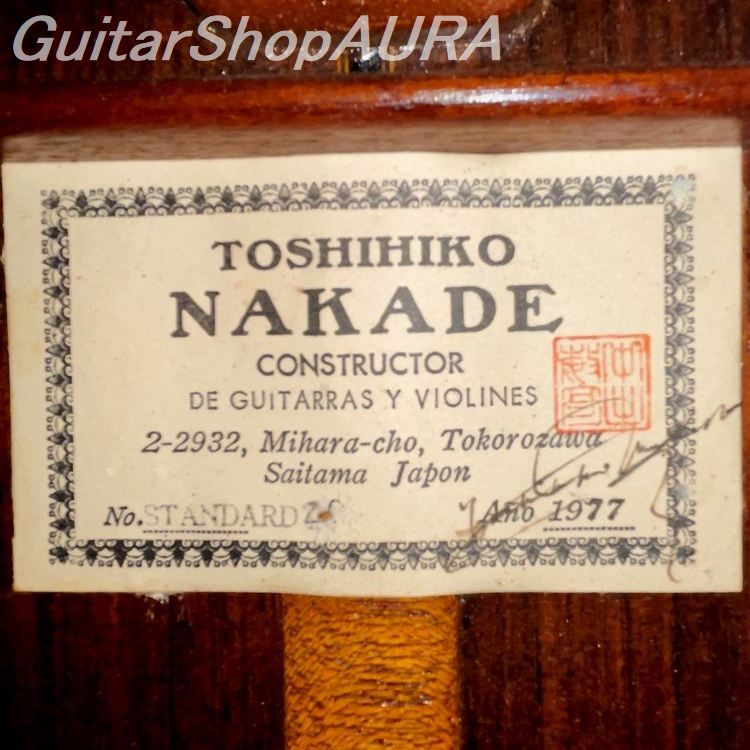 GuitarShopAURA
TOSHIHIKO
NAKADE
CONSTRUCTOR
DE GUITARRAS Y VIOLINES
2-2932, Mihara-cho, Tokorozawa
Saitama Japon
No. STANDARD Año 1977